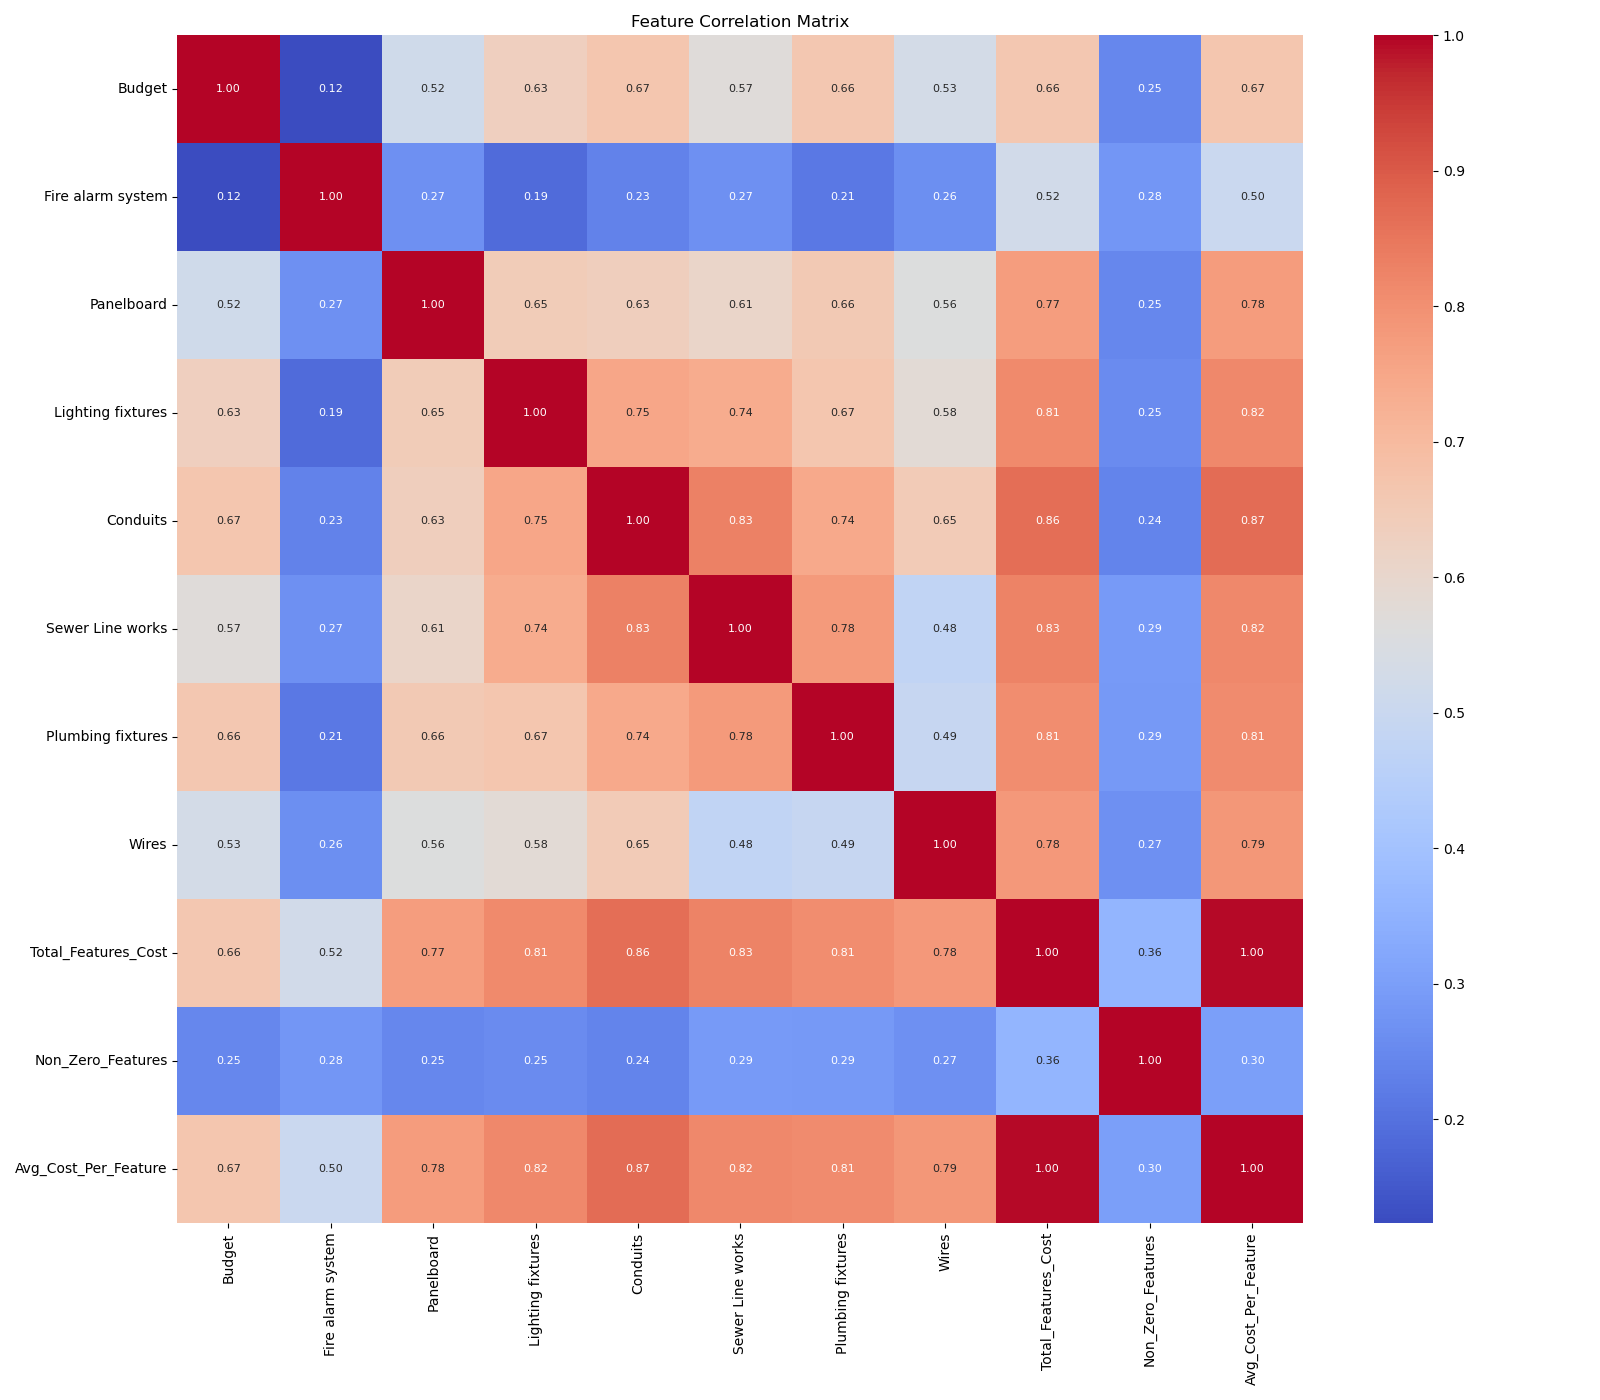 Feature Correlation Matrix
Budget 1.00 0.12 0.52 0.63 0.67 0.57 0.66 0.53 0.66 0.25 0.67
Fire alarm system 0.12 1.00 0.27 0.19 0.23 0.27 0.21 0.26 0.52 0.28 0.50
Panelboard 0.52 0.27 1.00 0.65 0.63 0.61 0.66 0.56 0.77 0.25 0.78
Lighting fixtures 0.63 0.19 0.65 1.00 0.75 0.74 0.67 0.58 0.81 0.25 0.82
Conduits 0.67 0.23 0.63 0.75 1.00 0.83 0.74 0.65 0.86 0.24 0.87
Sewer Line works 0.57 0.27 0.61 0.74 0.83 1.00 0.78 0.48 0.83 0.29 0.82
Plumbing fixtures 0.66 0.21 0.66 0.67 0.74 0.78 1.00 0.49 0.81 0.29 0.81
Wires 0.53 0.26 0.56 0.58 0.65 0.48 0.49 1.00 0.78 0.27 0.79
Total_Features_Cost 0.66 0.52 0.77 0.81 0.86 0.83 0.81 0.78 1.00 0.36 1.00
Non_Zero_Features 0.25 0.28 0.25 0.25 0.24 0.29 0.29 0.27 0.36 1.00 0.30
Avg_Cost_Per_Feature 0.67 0.50 0.78 0.82 0.87 0.82 0.81 0.79 1.00 0.30 1.00
Budget
Fire alarm system
Panelboard
Lighting fixtures
Conduits
Sewer Line works
Plumbing fixtures
Wires
Total_Features_Cost
Non_Zero_Features
Avg_Cost_Per_Feature
1.0
0.9
0.8
0.7
0.6
0.5
0.4
0.3
0.2